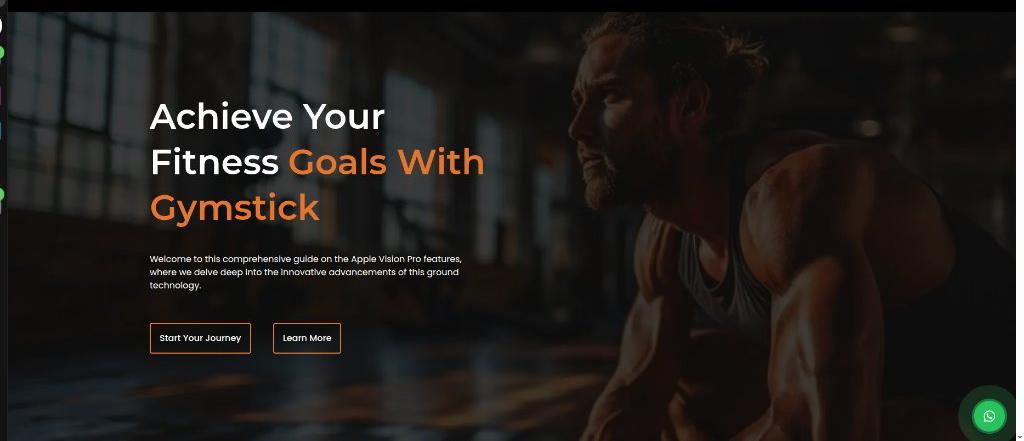 Achieve Your
Fitness Goals With
Gymstick
Welcome to this comprehensive guide on the Apple Vision Pro features,
where we delve deep into the innovative advancements of this ground
technology.
Start Your Journey
Learn More